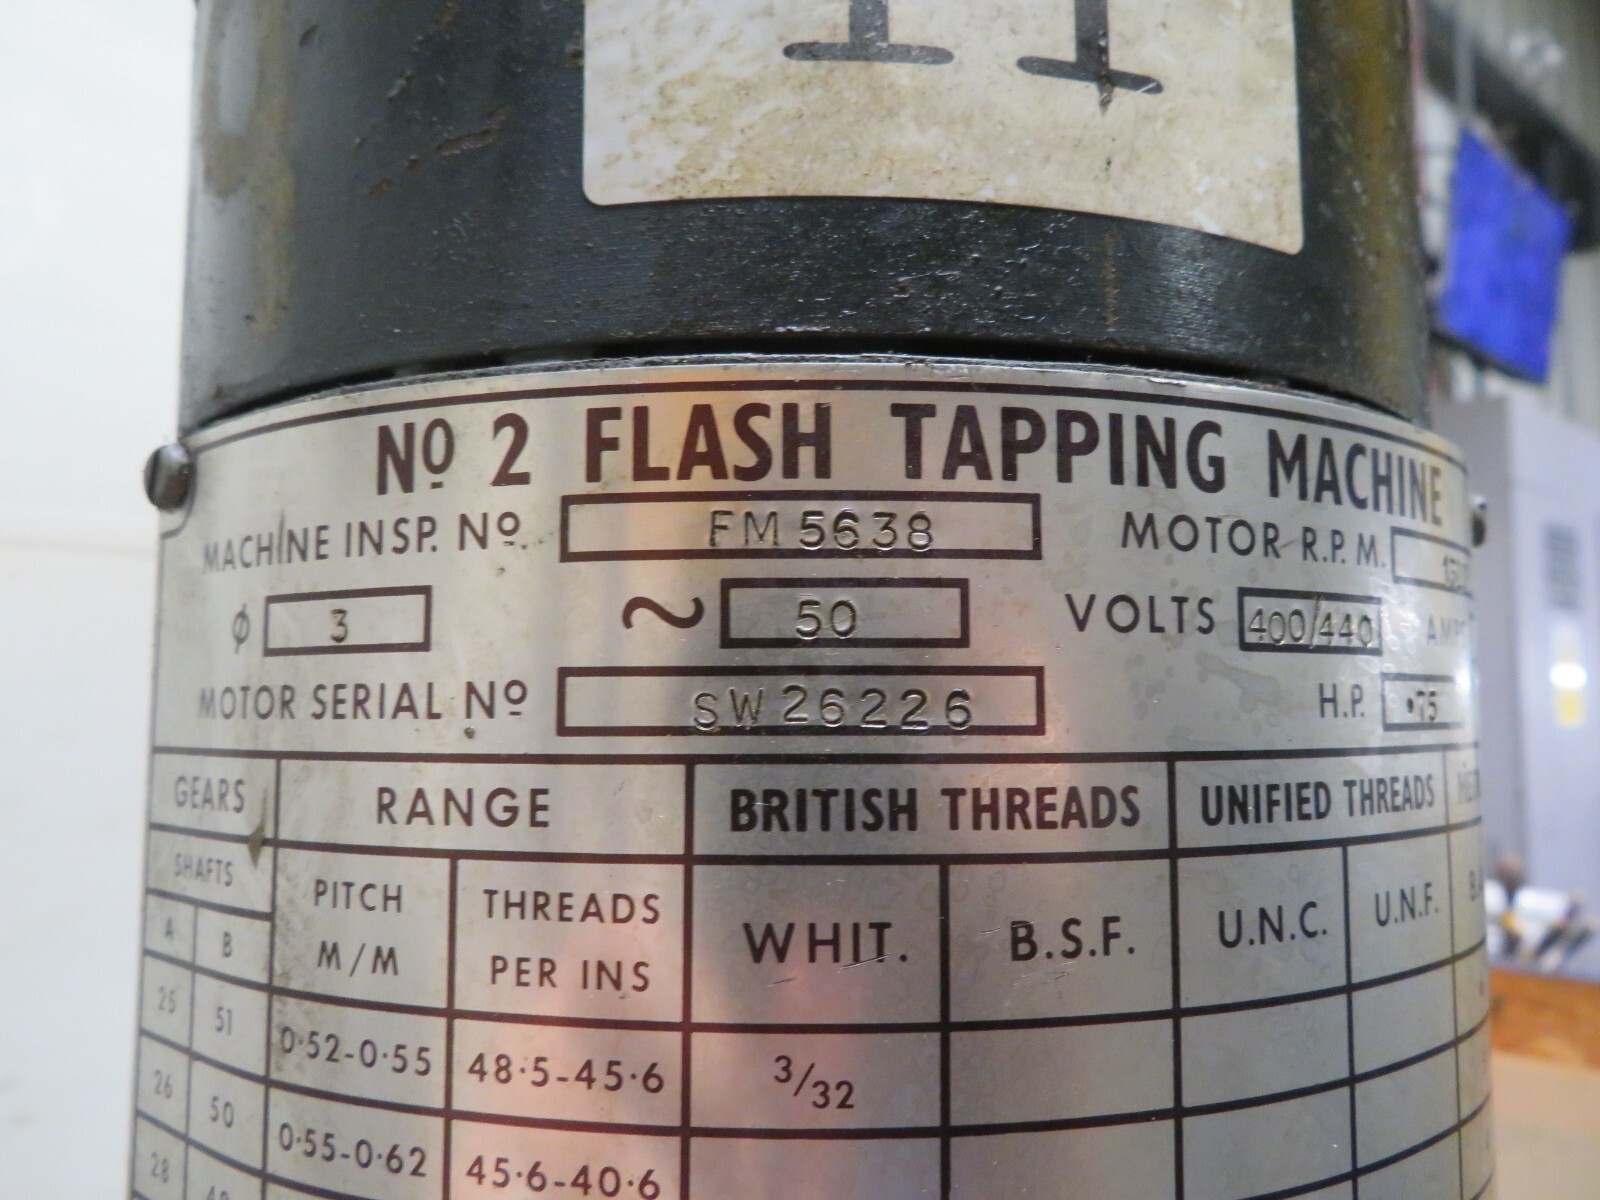 Nº 2 FLASH TAPPING MACHINE
MACHINE INSP. Nº. FM 5638 MOTOR R.P.M.
ϕ 3 ~ 50 VOLTS 400/440 AMPS
MOTOR SERIAL Nº SW 26226 H.P. ·75
GEARS RANGE BRITISH THREADS UNIFIED THREADS
SHAFTS
A B PITCH M/M THREADS PER INS WHIT. B.S.F. U.N.C. U.N.F.
25 51 0·52-0·55 48·5-45·6 3/32
26 50 0·55-0·62 45·6-40·6
28